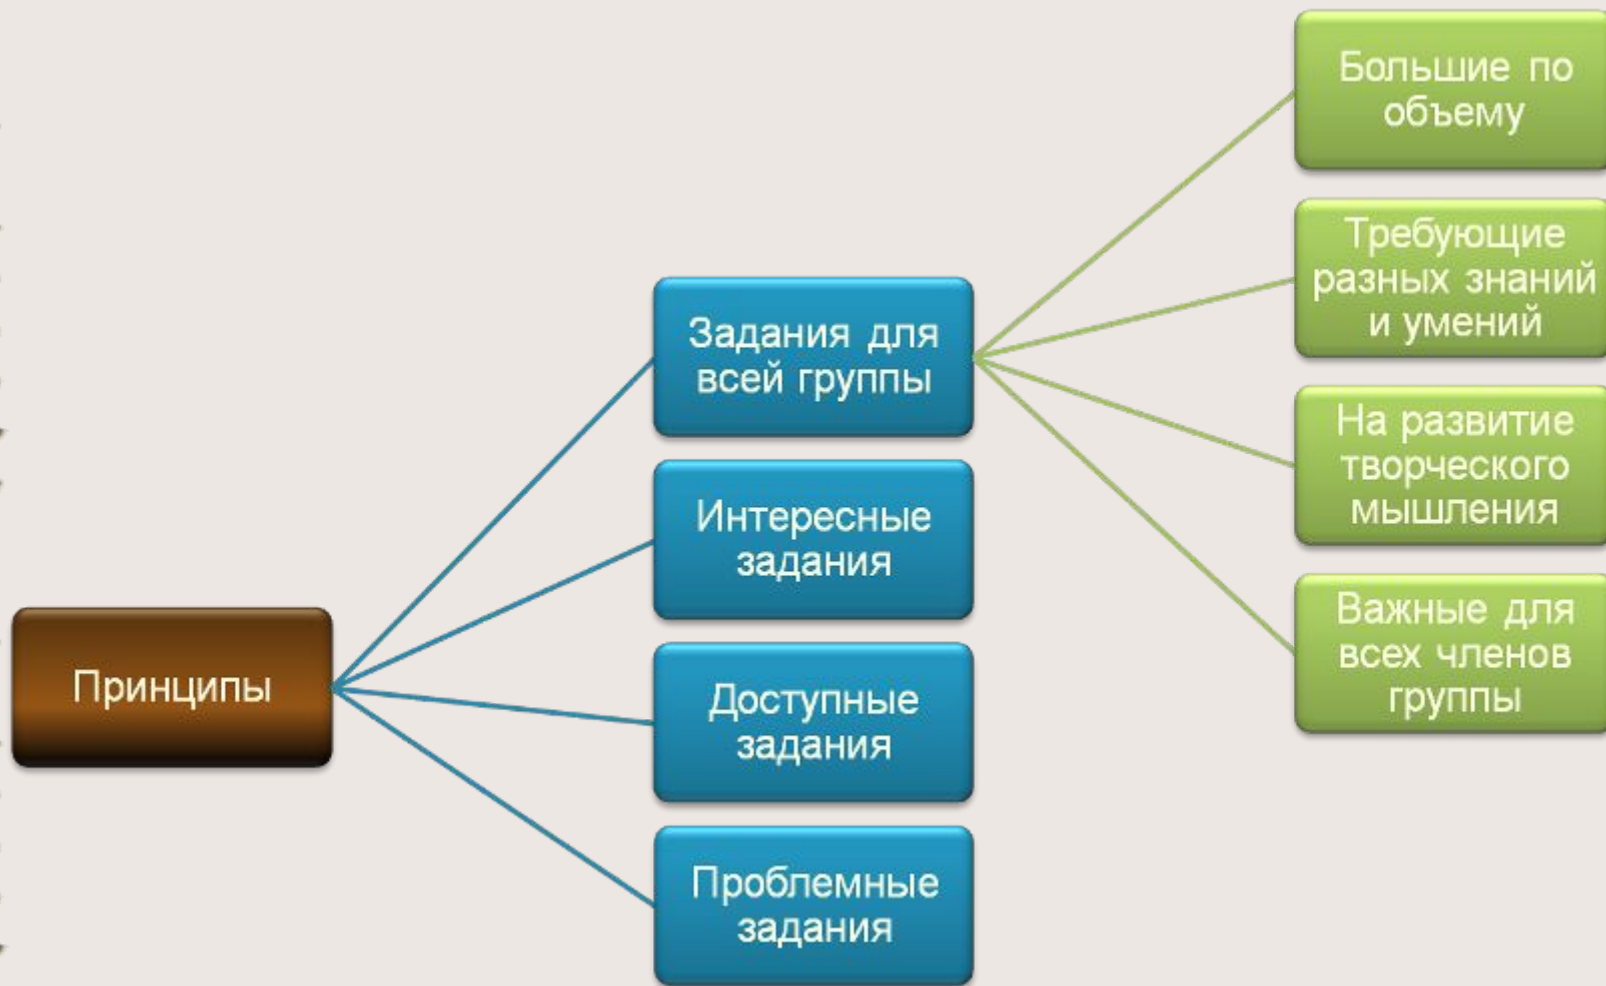 Принципы
Задания для
всей группы
Интересные
задания
Доступные
задания
Проблемные
задания
Большие по
объему
Требующие
разных знаний
и умений
На развитие
творческого
мышления
Важные для
всех членов
группы